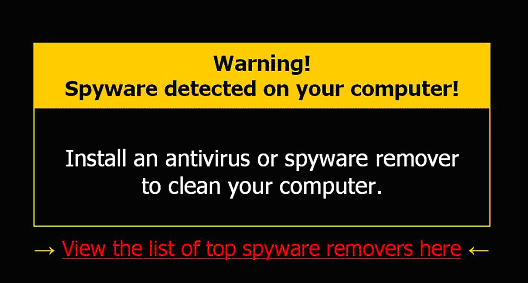 Warning!
Spyware detected on your computer!
Install an antivirus or spyware remover
to clean your computer.
→ View the list of top spyware removers here ←